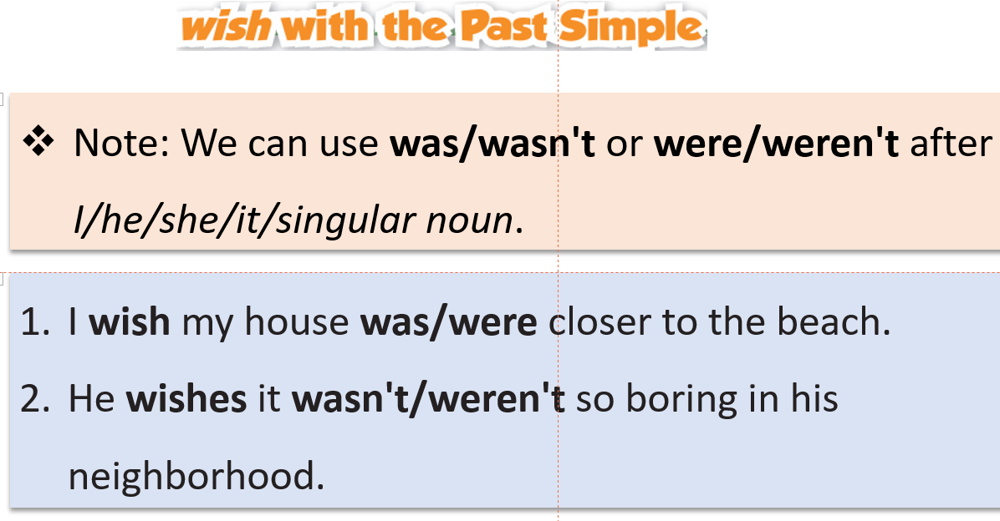 wish with the Past Simple
❖ Note: We can use was/wasn't or were/weren't after
I/he/she/it/singular noun.
1. I wish my house was/were closer to the beach.
2. He wishes it wasn't/weren't so boring in his
neighborhood.